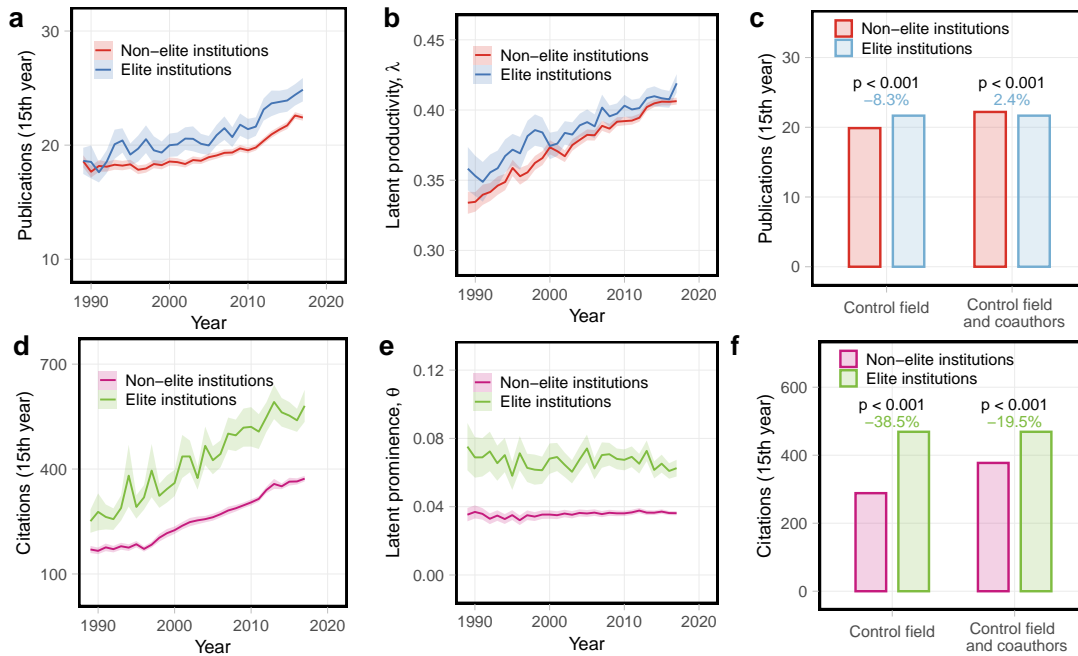 a
Publications (15th year)
30
20
10
Non−elite institutions
Elite institutions
1990
2000
2010
2020
Year
b
Latent productivity, λ
0.45
0.40
0.35
0.30
Non−elite institutions
Elite institutions
1990
2000
2010
2020
Year
c
Publications (15th year)
30
20
10
0
Non−elite institutions
Elite institutions
p < 0.001
−8.3%
p < 0.001
2.4%
Control field
Control field
and coauthors
d
Citations (15th year)
700
400
100
Non−elite institutions
Elite institutions
1990
2000
2010
2020
Year
e
Latent prominence, θ
0.12
0.08
0.04
0.00
Non−elite institutions
Elite institutions
1990
2000
2010
2020
Year
f
Citations (15th year)
600
400
200
0
Non−elite institutions
Elite institutions
p < 0.001
−38.5%
p < 0.001
−19.5%
Control field
Control field
and coauthors